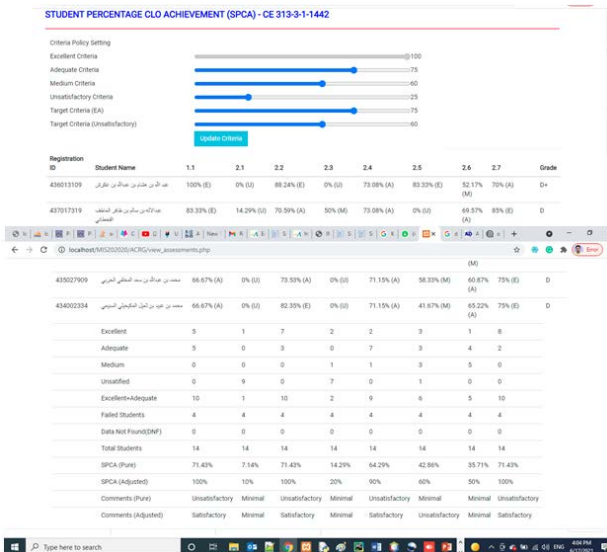 STUDENT PERCENTAGE CLO ACHIEVEMENT (SPCA) - CE 313-3-1-1442
Criteria Policy Setting
Excellent Criteria 100
Adequate Criteria 75
Medium Criteria 60
Unsatisfactory Criteria 25
Target Criteria (EA) 75
Target Criteria (Unsatisfactory) 60
Update Criteria
Registration ID Student Name 1.1 2.1 2.2 2.3 2.4 2.5 2.6 2.7 Grade
436013109 100% (E) 0% (U) 88.24% (E) 0% (U) 73.08% (A) 83.33% (E) 52.17% (M) 70% (A) D+
437017319 83.33% (E) 14.29% (U) 70.59% (A) 50% (M) 73.08% (A) 0% (U) 69.57% (A) 85% (E) D
localhost/MIS202020/ACRG/view_assessments.php Error
(M)
435027909 66.67% (A) 0% (U) 73.53% (A) 0% (U) 71.15% (A) 58.33% (M) 60.87% (A) 75% (E) D
434002334 66.67% (A) 0% (U) 82.35% (E) 0% (U) 71.15% (A) 41.67% (M) 65.22% (A) 75% (E) D
Excellent 5 1 7 2 2 3 1 8
Adequate 5 0 3 0 7 3 4 2
Medium 0 0 0 1 1 3 5 0
Unsatified 0 9 0 7 0 1 0 0
Excellent+Adequate 10 1 10 2 9 6 5 10
Failed Students 4 4 4 4 4 4 4 4
Data Not Found(DNF) 0 0 0 0 0 0 0 0
Total Students 14 14 14 14 14 14 14 14
SPCA (Pure) 71.43% 7.14% 71.43% 14.29% 64.29% 42.86% 35.71% 71.43%
SPCA (Adjusted) 100% 10% 100% 20% 90% 60% 50% 100%
Comments (Pure) Unsatisfactory Minimal Unsatisfactory Minimal Unsatisfactory Minimal Minimal Unsatisfactory
Comments (Adjusted) Satisfactory Minimal Satisfactory Minimal Satisfactory Unsatisfactory Minimal Satisfactory
Type here to search ENG 4:04 PM